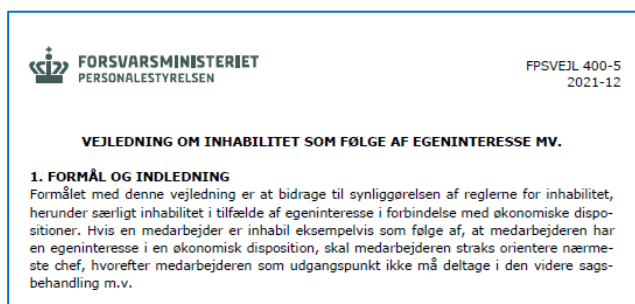 FORSVARSMINISTERIET
PERSONALESTYRELSEN
FPSVEJL 400-5
2021-12
VEJLEDNING OM INHABILITET SOM FØLGE AF EGENINTERESSE MV.
1. FORMÅL OG INDLEDNING
Formålet med denne vejledning er at bidrage til synliggørelsen af reglerne for inhabilitet,
herunder særligt inhabilitet i tilfælde af egeninteresse i forbindelse med økonomiske dispo-
sitioner. Hvis en medarbejder er inhabil eksempelvis som følge af, at medarbejderen har
en egeninteresse i en økonomisk disposition, skal medarbejderen straks orientere nærme-
ste chef, hvorefter medarbejderen som udgangspunkt ikke må deltage i den videre sags-
behandling m.v.